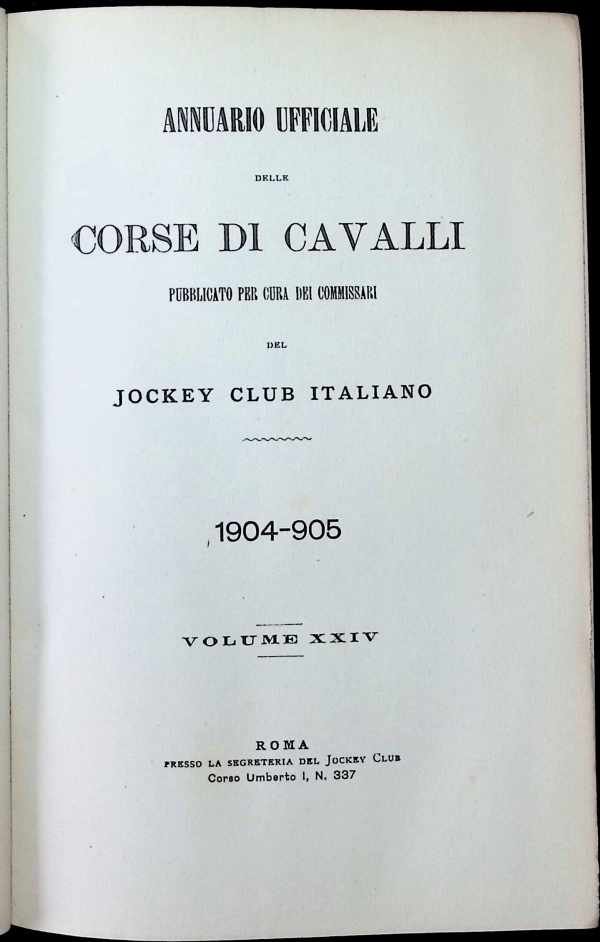 ANNUARIO UFFICIALE
DELLE
CORSE DI CAVALLI
PUBBLICATO PER CURA DEI COMMISSARI
DEL
JOCKEY CLUB ITALIANO
1904-905
VOLUME XXIV
ROMA
PRESSO LA SEGRETERIA DEL JOCKEY CLUB
Corso Umberto I, N. 337